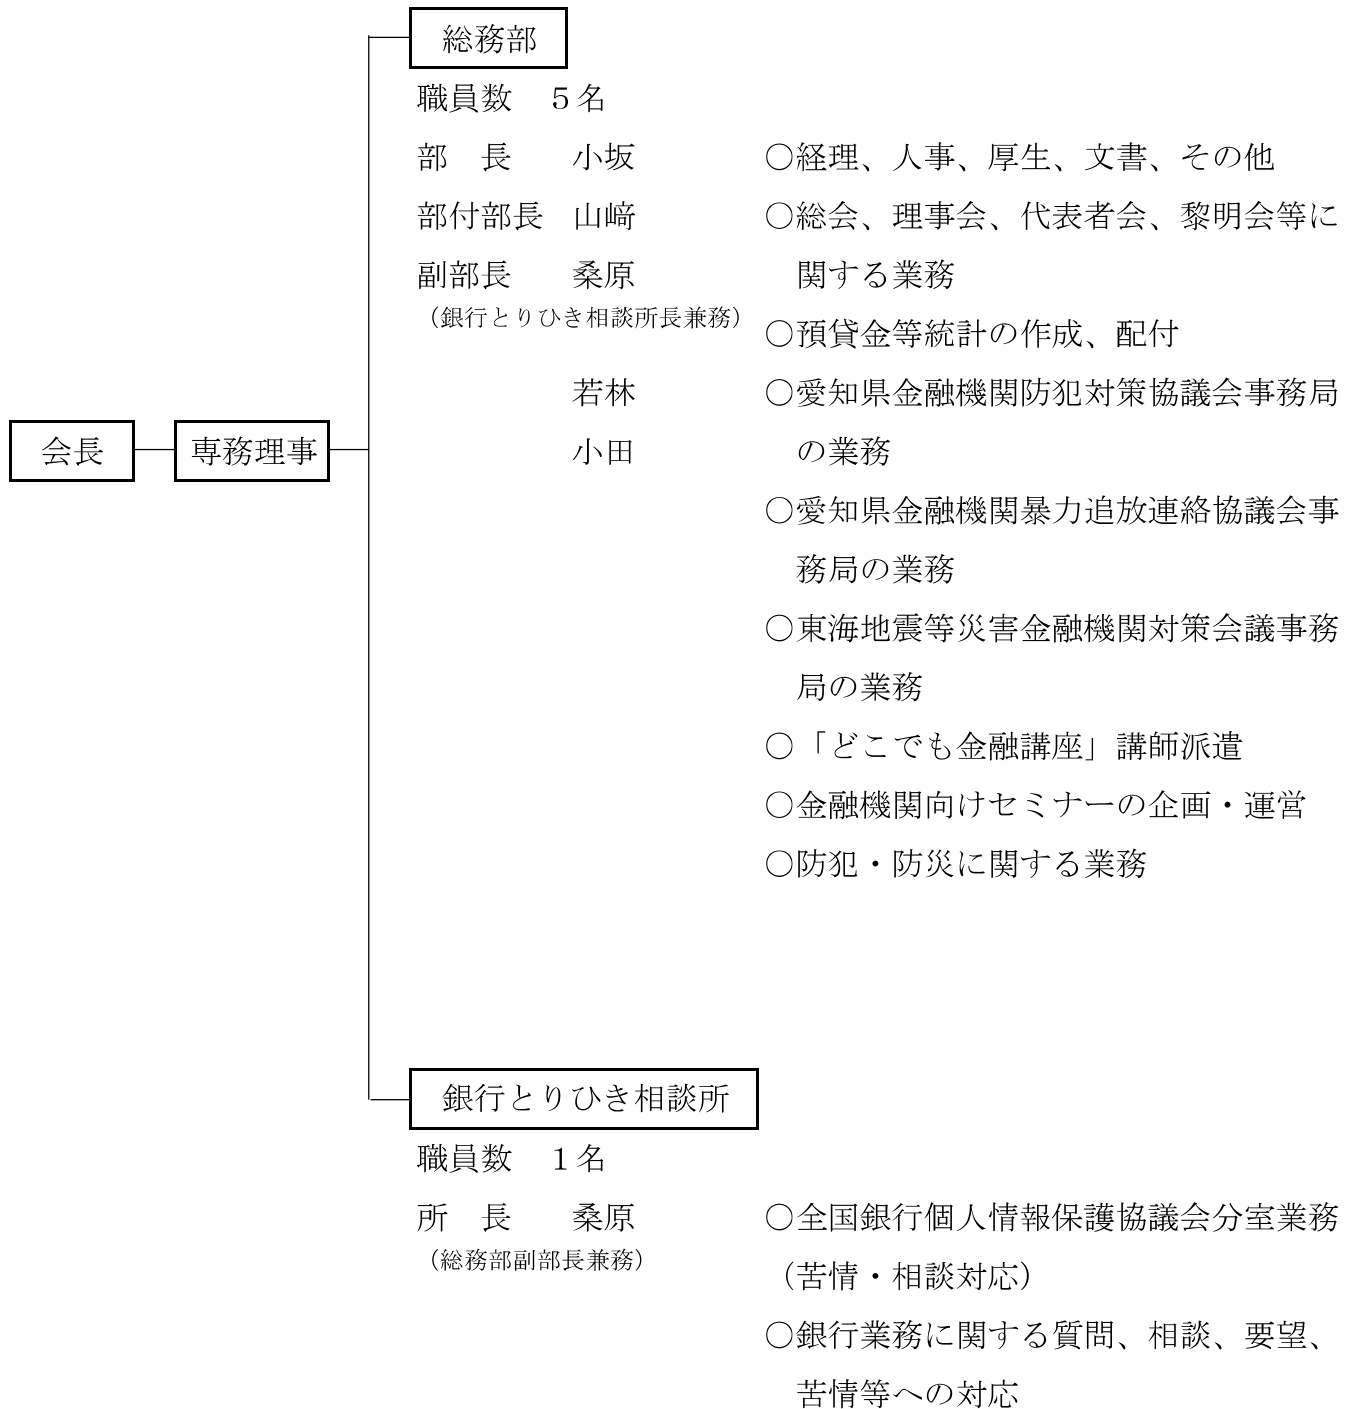 総務部
職員数　５名
部　長　小坂
部付部長　山﨑
副部長　桑原
（銀行とりひき相談所長兼務）
若林
小田
○経理、人事、厚生、文書、その他
○総会、理事会、代表者会、黎明会等に
関する業務
○預貸金等統計の作成、配付
○愛知県金融機関防犯対策協議会事務局
の業務
○愛知県金融機関暴力追放連絡協議会事
務局の業務
○東海地震等災害金融機関対策会議事務
局の業務
○「どこでも金融講座」講師派遣
○金融機関向けセミナーの企画・運営
○防犯・防災に関する業務
会長
専務理事
銀行とりひき相談所
職員数　１名
所　長　桑原
（総務部副部長兼務）
○全国銀行個人情報保護協議会分室業務
（苦情・相談対応）
○銀行業務に関する質問、相談、要望、
苦情等への対応